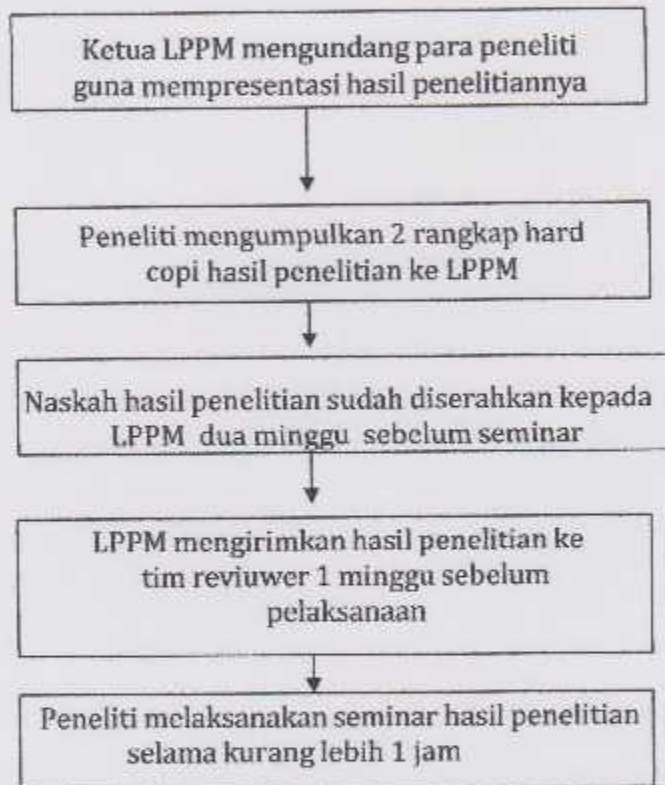 Ketua LPPM mengundang para peneliti
guna mempresentasi hasil penelitiannya
Peneliti mengumpulkan 2 rangkap hard
copi hasil penelitian ke LPPM
Naskah hasil penelitian sudah diserahkan kepada
LPPM dua minggu sebelum seminar
LPPM mengirimkan hasil penelitian ke
tim reviuwer 1 minggu sebelum
pelaksanaan
Peneliti melaksanakan seminar hasil penelitian
selama kurang lebih 1 jam